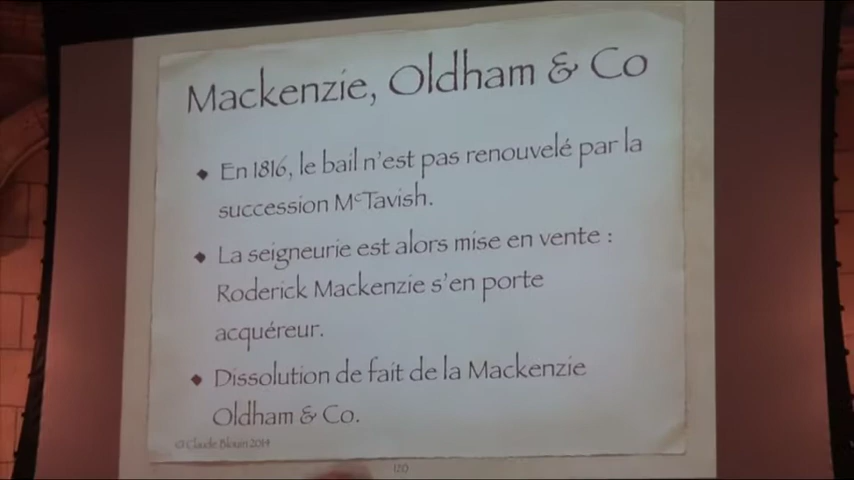 Mackenzie, Oldham & Co
◆ En 1816, le bail n'est pas renouvelé par la
succession McTavish.
◆ La seigneurie est alors mise en vente :
Roderick Mackenzie s'en porte
acquéreur.
◆ Dissolution de fait de la Mackenzie
Oldham & Co.
© Claude Blouin 2014
120